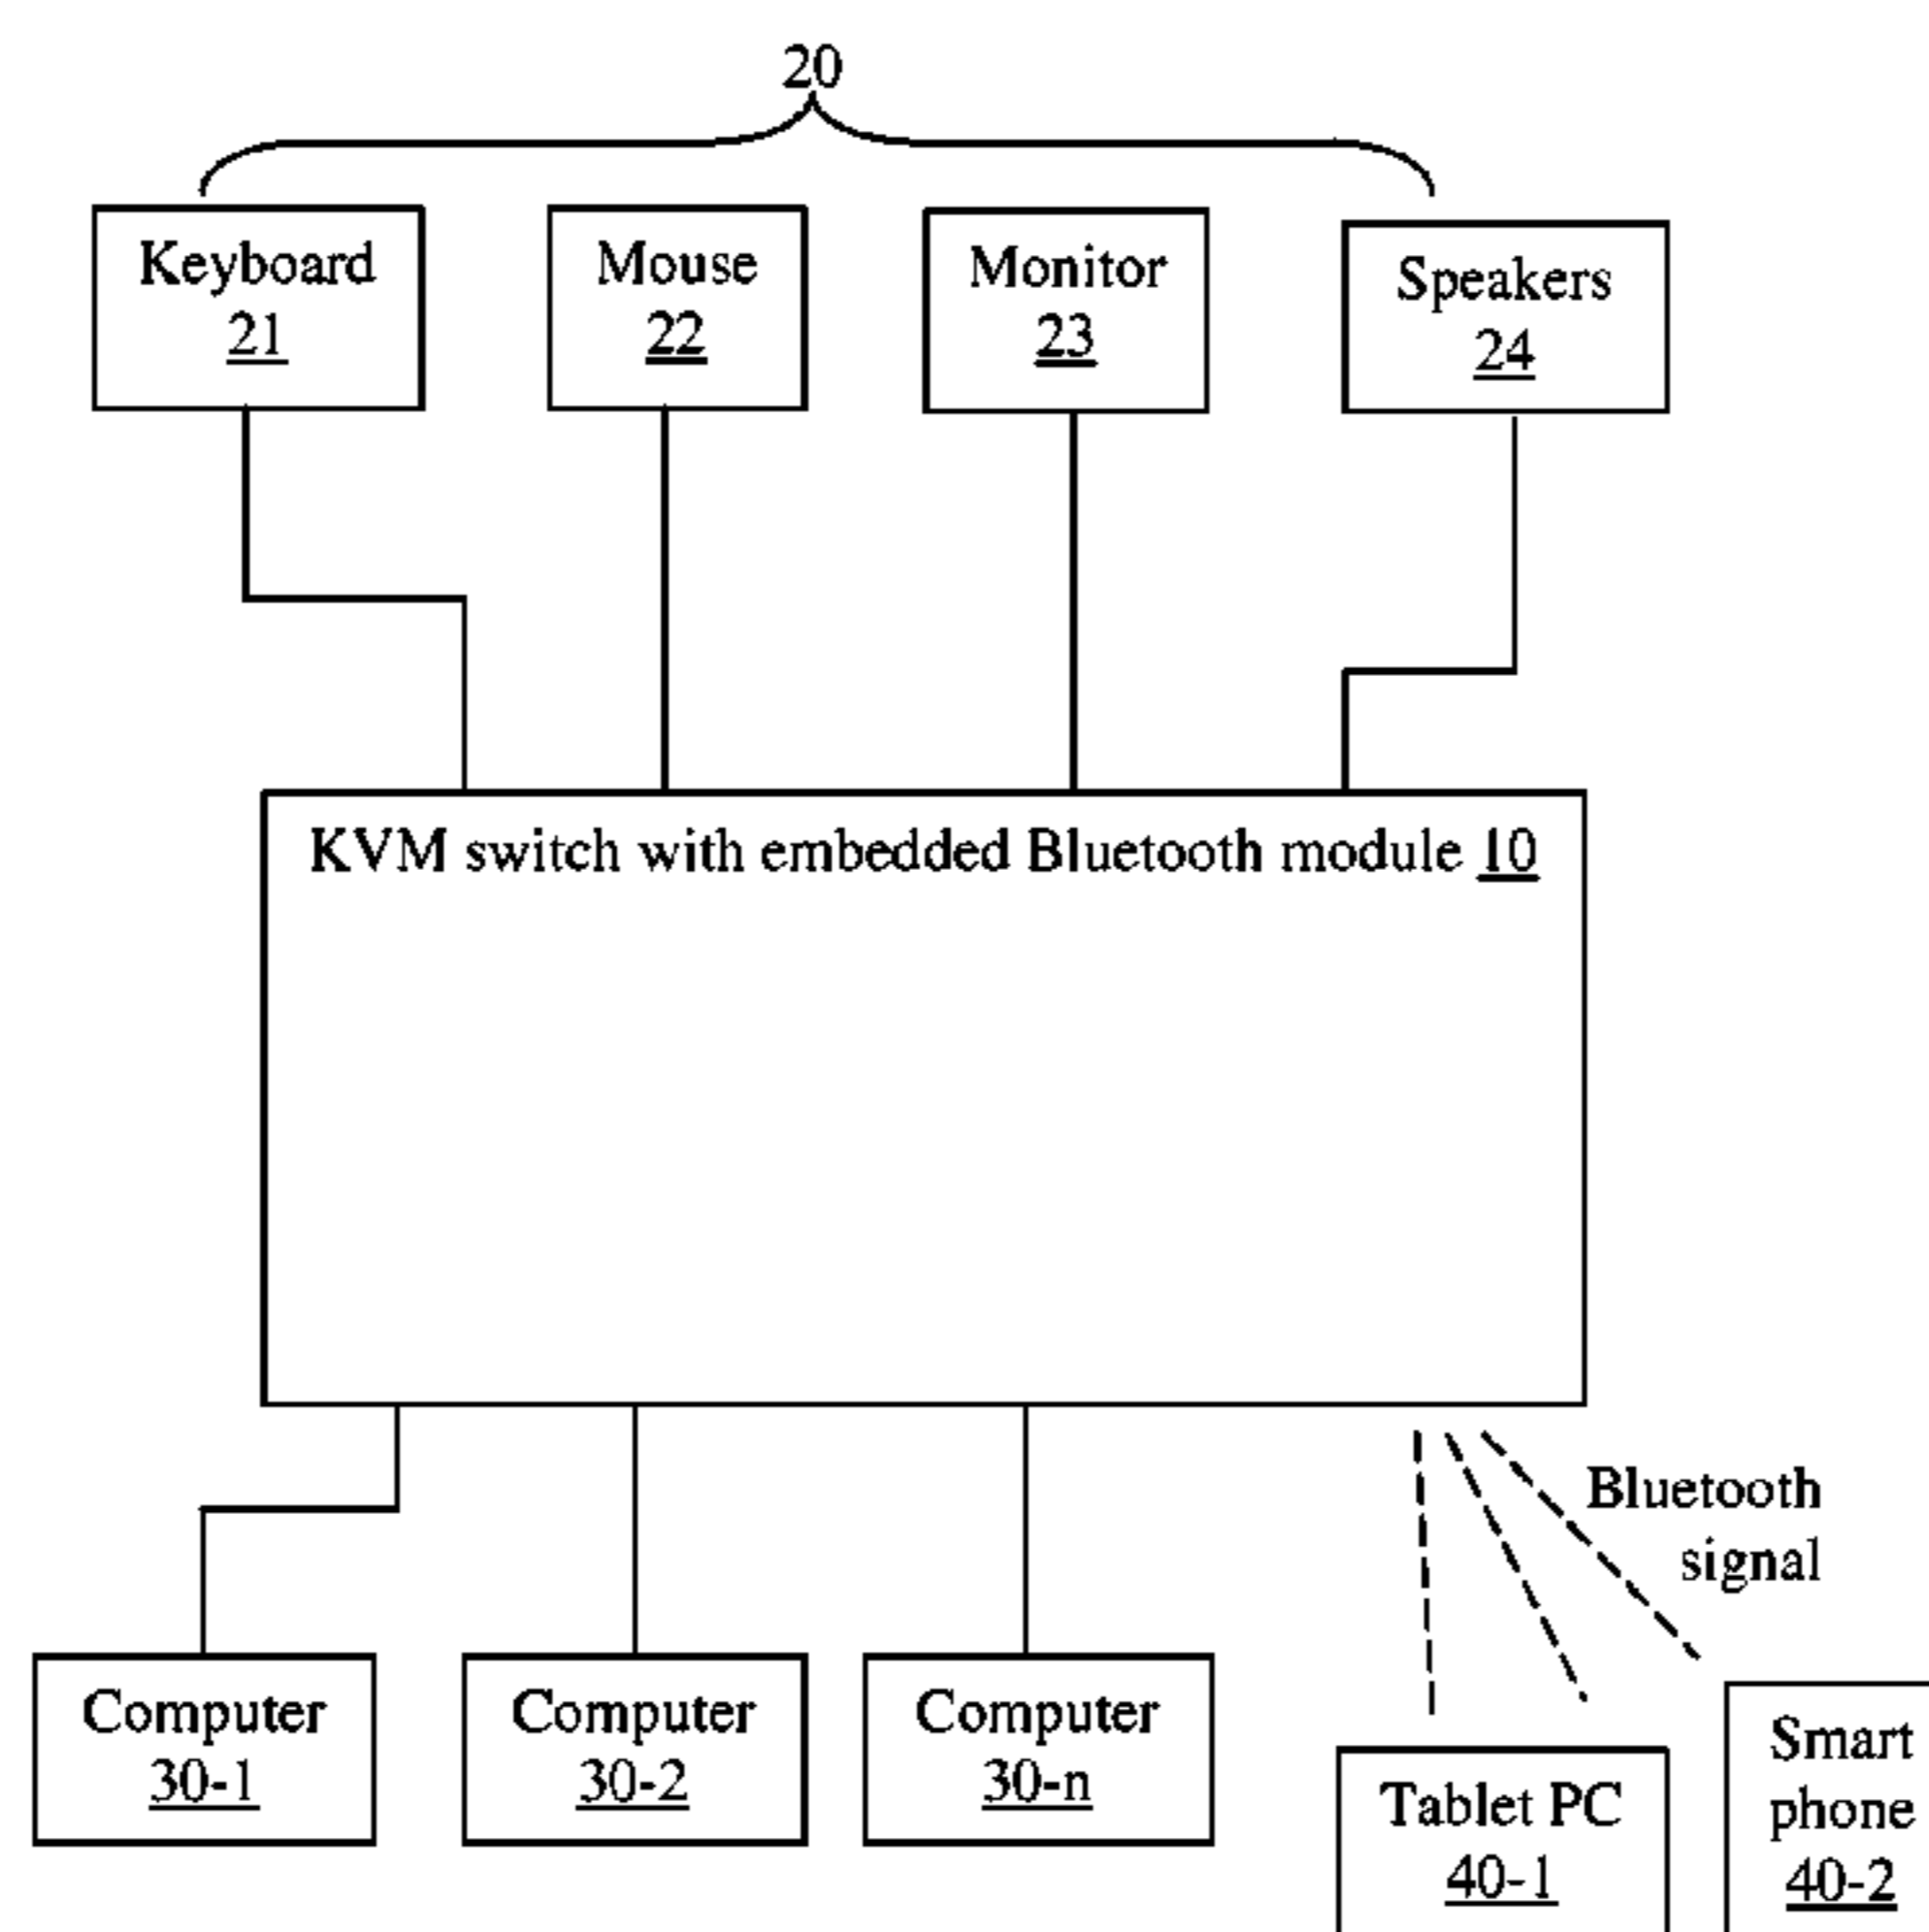 20
Keyboard
21
Mouse
22
Monitor
23
Speakers
24
KVM switch with embedded Bluetooth module 10
Bluetooth
signal
Computer
30-1
Computer
30-2
Computer
30-n
Tablet PC
40-1
Smart
phone
40-2